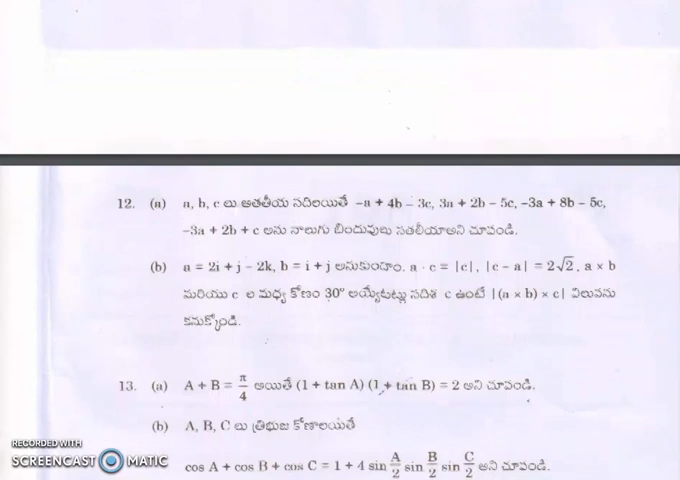 12. (a) a, b, c లు అతలీయ సదిశలయితే -a + 4b - 3c, 3a + 2b - 5c, -3a + 8b - 5c,
-3a + 2b + c అను నాలుగు బిందువులు సతలీయాలని చూపండి.
(b) a = 2i + j - 2k, b = i + j అనుకుందాం. a · c = |c|, |c - a| = 2√2, a × b
మరియు c ల మధ్య కోణం 30° అయ్యేటట్లు సదిశ c ఉంటే |(a × b) × c| విలువను
కనుక్కోండి.
13. (a) A + B = π/4 అయితే (1 + tan A) (1 + tan B) = 2 అని చూపండి.
(b) A, B, C లు త్రిభుజ కోణాలయితే
cos A + cos B + cos C = 1 + 4 sin A/2 sin B/2 sin C/2 అని చూపండి.
RECORDED WITH
SCREENCAST MATIC